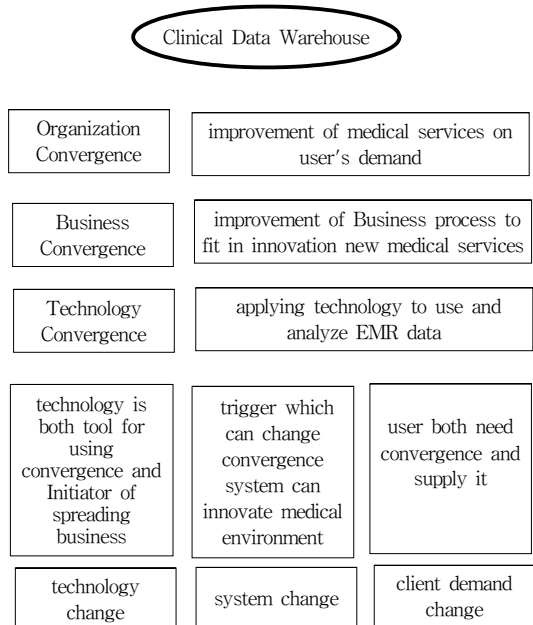 Clinical Data Warehouse
Organization
Convergence
improvement of medical services on
user's demand
Business
Convergence
improvement of Business process to
fit in innovation new medical services
Technology
Convergence
applying technology to use and
analyze EMR data
technology is
both tool for
using
convergence and
Initiator of
spreading
business
trigger which
can change
convergence
system can
innovate medical
environment
user both need
convergence and
supply it
technology
change
system change
client demand
change